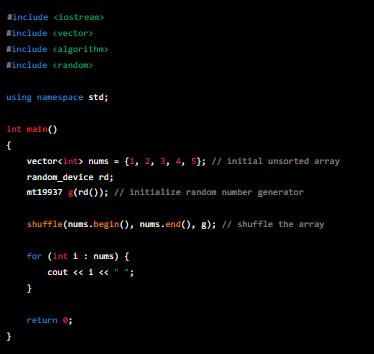 #include <iostream>
#include <vector>
#include <algorithm>
#include <random>
using namespace std;
int main()
{
vector<int> nums = {1, 2, 3, 4, 5}; // initial unsorted array
random_device rd;
mt19937 g(rd()); // initialize random number generator
shuffle(nums.begin(), nums.end(), g); // shuffle the array
for (int i : nums) {
cout << i << " ";
}
return 0;
}